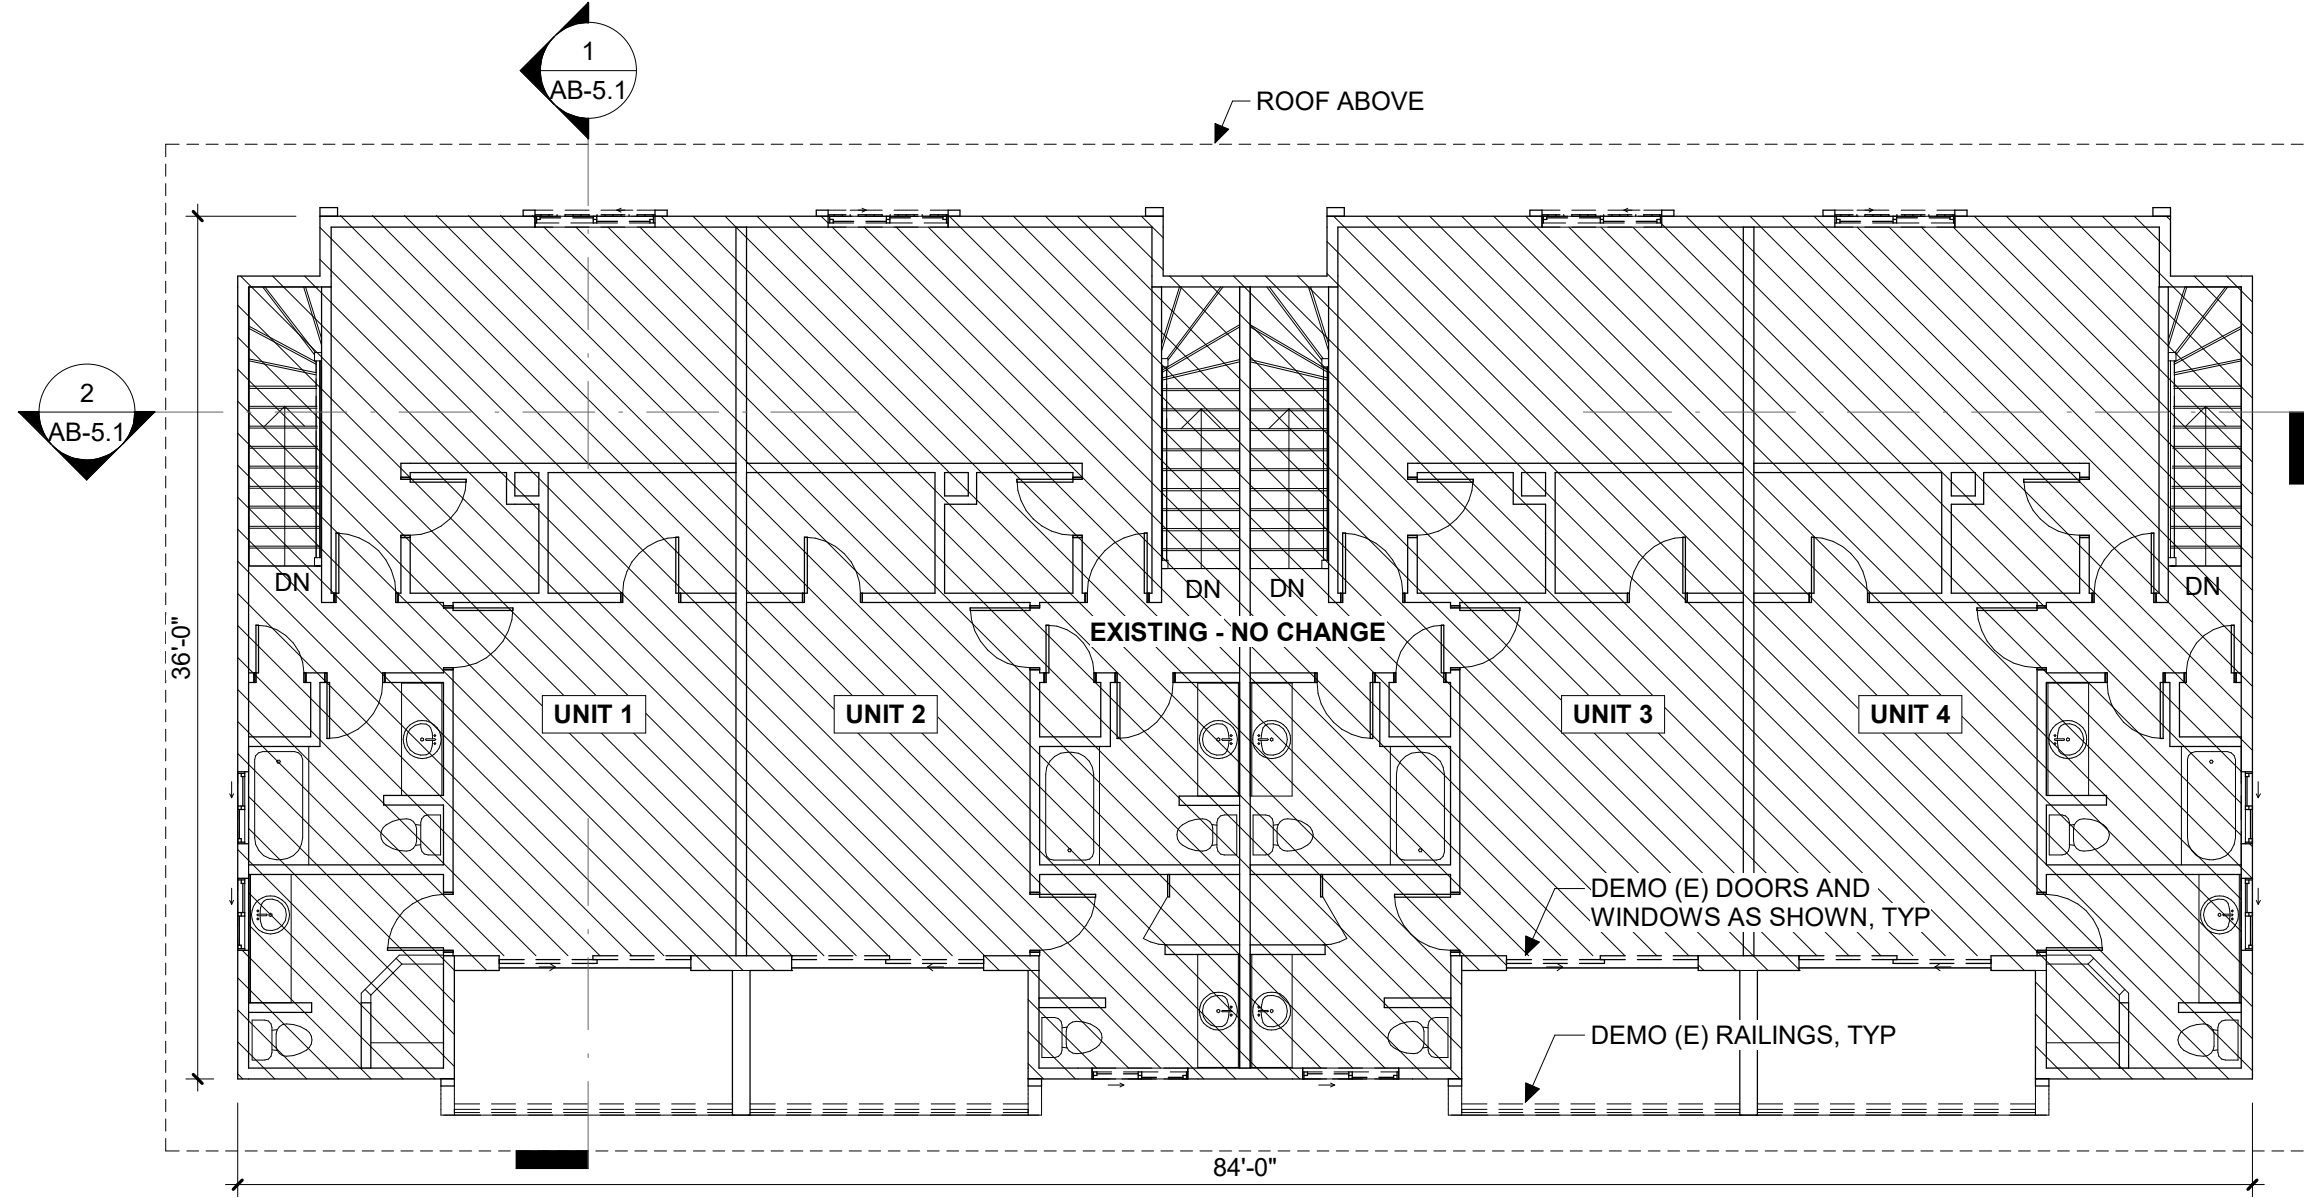 1
AB-5.1
ROOF ABOVE
2
AB-5.1
36'-0"
DN
DN
DN
DN
EXISTING - NO CHANGE
UNIT 1
UNIT 2
UNIT 3
UNIT 4
DEMO (E) DOORS AND
WINDOWS AS SHOWN, TYP
DEMO (E) RAILINGS, TYP
84'-0"